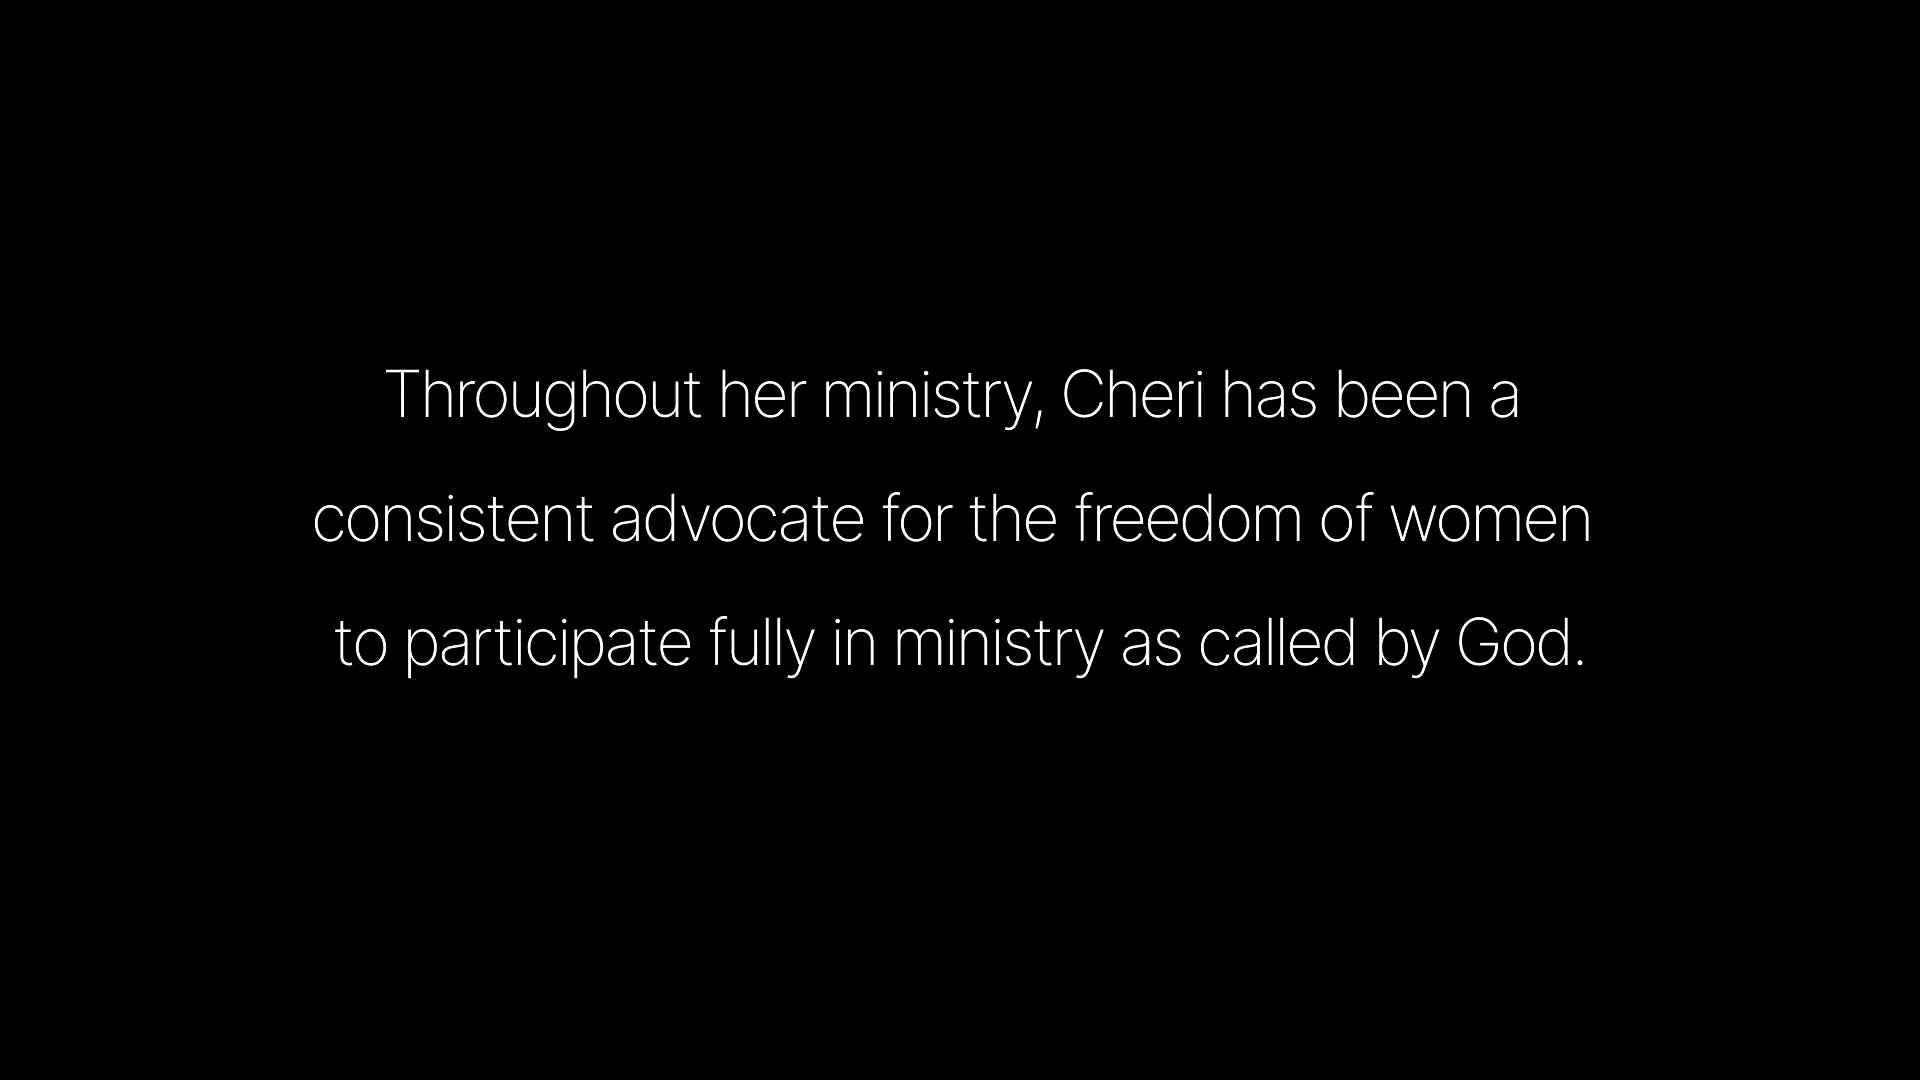 Throughout her ministry, Cheri has been a
consistent advocate for the freedom of women
to participate fully in ministry as called by God.